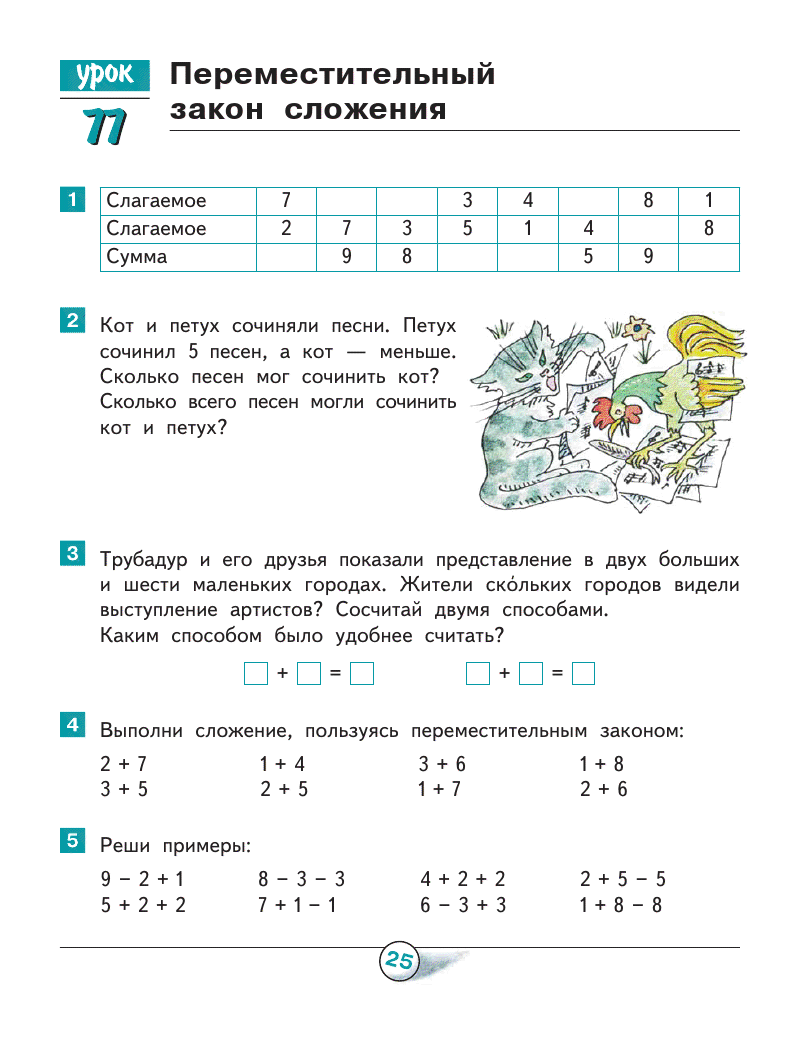 урок
77
Переместительный
закон сложения
1
Слагаемое 7 3 4 8 1
Слагаемое 2 7 3 5 1 4 8
Сумма 9 8 5 9
2
Кот и петух сочиняли песни. Петух
сочинил 5 песен, а кот — меньше.
Сколько песен мог сочинить кот?
Сколько всего песен могли сочинить
кот и петух?
3
Трубадур и его друзья показали представление в двух больших
и шести маленьких городах. Жители ско́льких городов видели
выступление артистов? Сосчитай двумя способами.
Каким способом было удобнее считать?
□ + □ = □ □ + □ = □
4
Выполни сложение, пользуясь переместительным законом:
2 + 7 1 + 4 3 + 6 1 + 8
3 + 5 2 + 5 1 + 7 2 + 6
5
Реши примеры:
9 − 2 + 1 8 − 3 − 3 4 + 2 + 2 2 + 5 − 5
5 + 2 + 2 7 + 1 − 1 6 − 3 + 3 1 + 8 − 8
25